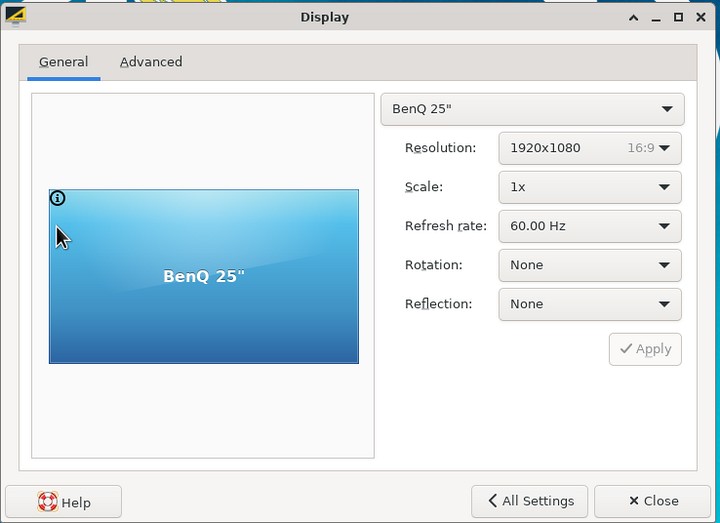 Display
General
Advanced
BenQ 25"
BenQ 25"
Resolution: 1920x1080 16:9
Scale: 1x
Refresh rate: 60.00 Hz
Rotation: None
Reflection: None
Apply
Help
All Settings
Close